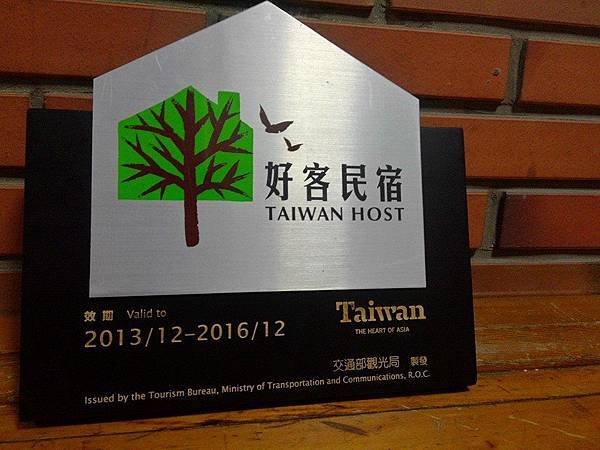 好客民宿
TAIWAN HOST
效期 Valid to
2013/12-2016/12
Taiwan
THE HEART OF ASIA
交通部觀光局 製發
Issued by the Tourism Bureau, Ministry of Transportation and Communications, R.O.C.